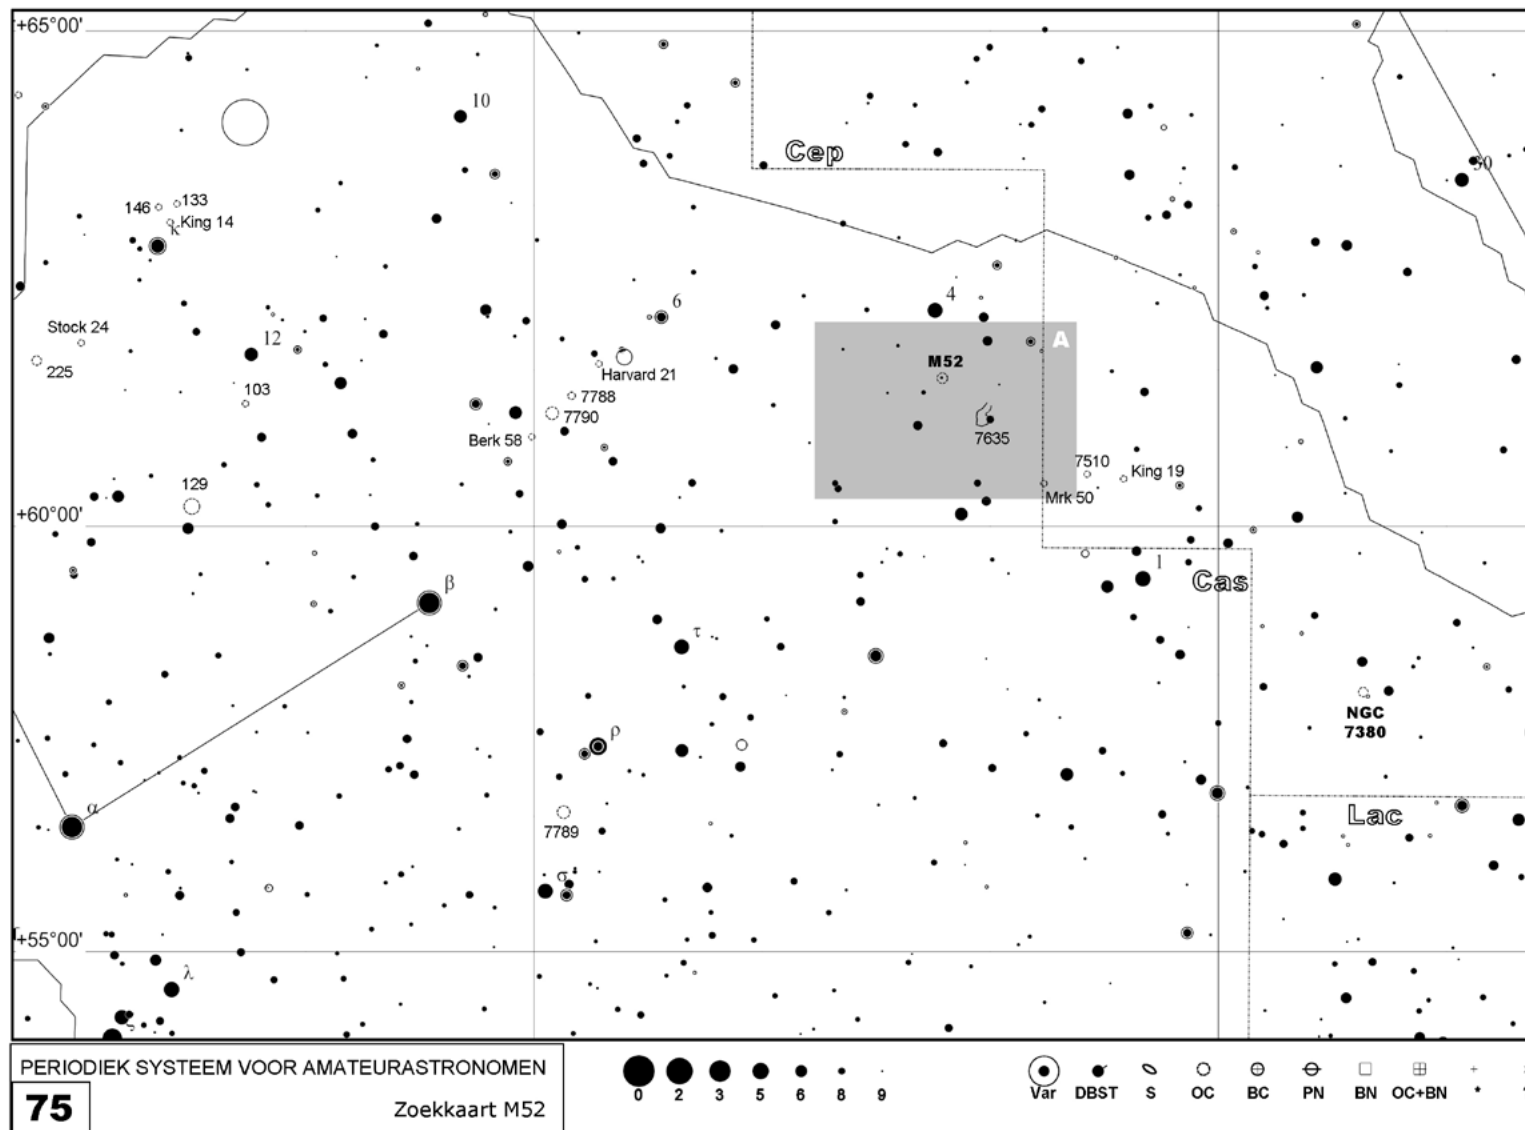 +65°00'
10
Cep
30
146
133
King 14
κ
6
4
Stock 24
12
A
225
M52
Harvard 21
103
7788
7790
7635
Berk 58
7510
King 19
129
Mrk 50
+60°00'
1
Cas
β
τ
NGC
7380
ρ
α
Lac
7789
σ
+55°00'
λ
ζ
PERIODIEK SYSTEEM VOOR AMATEURASTRONOMEN
75
Zoekkaart M52
0 2 3 5 6 8 9
Var DBST S OC BC PN BN OC+BN *